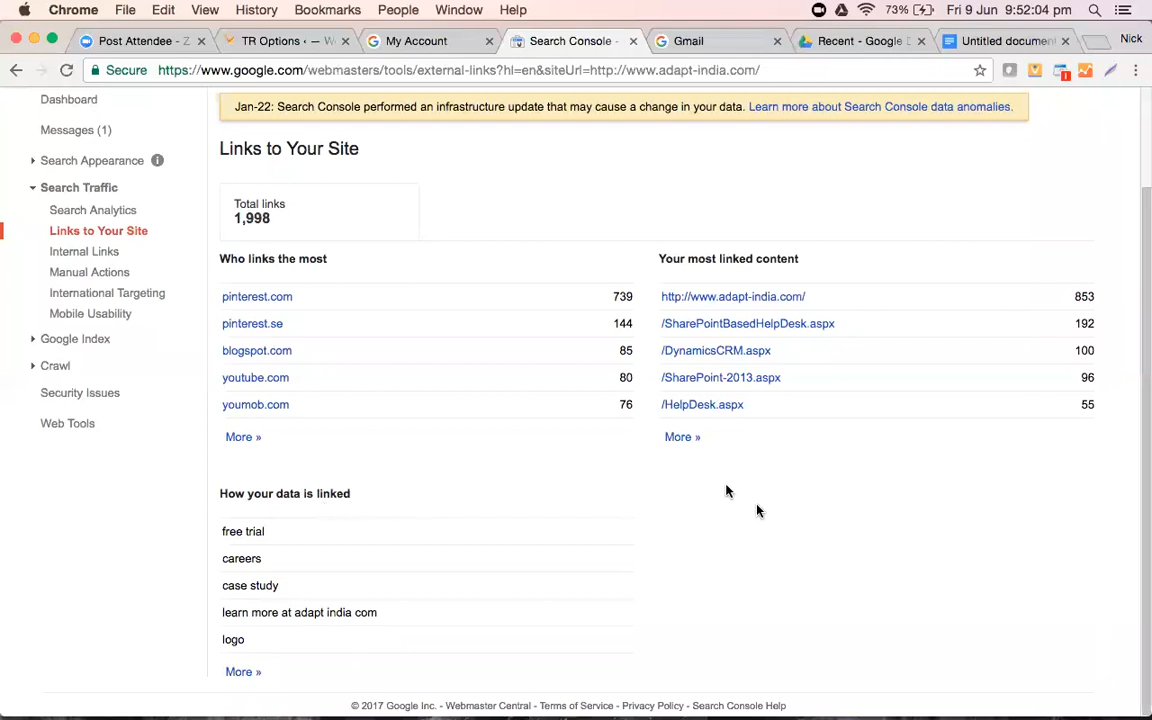 Chrome File Edit View History Bookmarks People Window Help 73% Fri 9 Jun 9:52:04 pm
Post Attendee - Z TR Options ‹ — W My Account Search Console - Gmail Recent - Google D Untitled document Nick
Secure https://www.google.com/webmasters/tools/external-links?hl=en&siteUrl=http://www.adapt-india.com/
Dashboard
Messages (1)
Search Appearance i
Search Traffic
Search Analytics
Links to Your Site
Internal Links
Manual Actions
International Targeting
Mobile Usability
Google Index
Crawl
Security Issues
Web Tools
Jan-22: Search Console performed an infrastructure update that may cause a change in your data. Learn more about Search Console data anomalies.
Links to Your Site
Total links
1,998
Who links the most
pinterest.com 739
pinterest.se 144
blogspot.com 85
youtube.com 80
youmob.com 76
More »
Your most linked content
http://www.adapt-india.com/ 853
/SharePointBasedHelpDesk.aspx 192
/DynamicsCRM.aspx 100
/SharePoint-2013.aspx 96
/HelpDesk.aspx 55
More »
How your data is linked
free trial
careers
case study
learn more at adapt india com
logo
More »
© 2017 Google Inc. - Webmaster Central - Terms of Service - Privacy Policy - Search Console Help